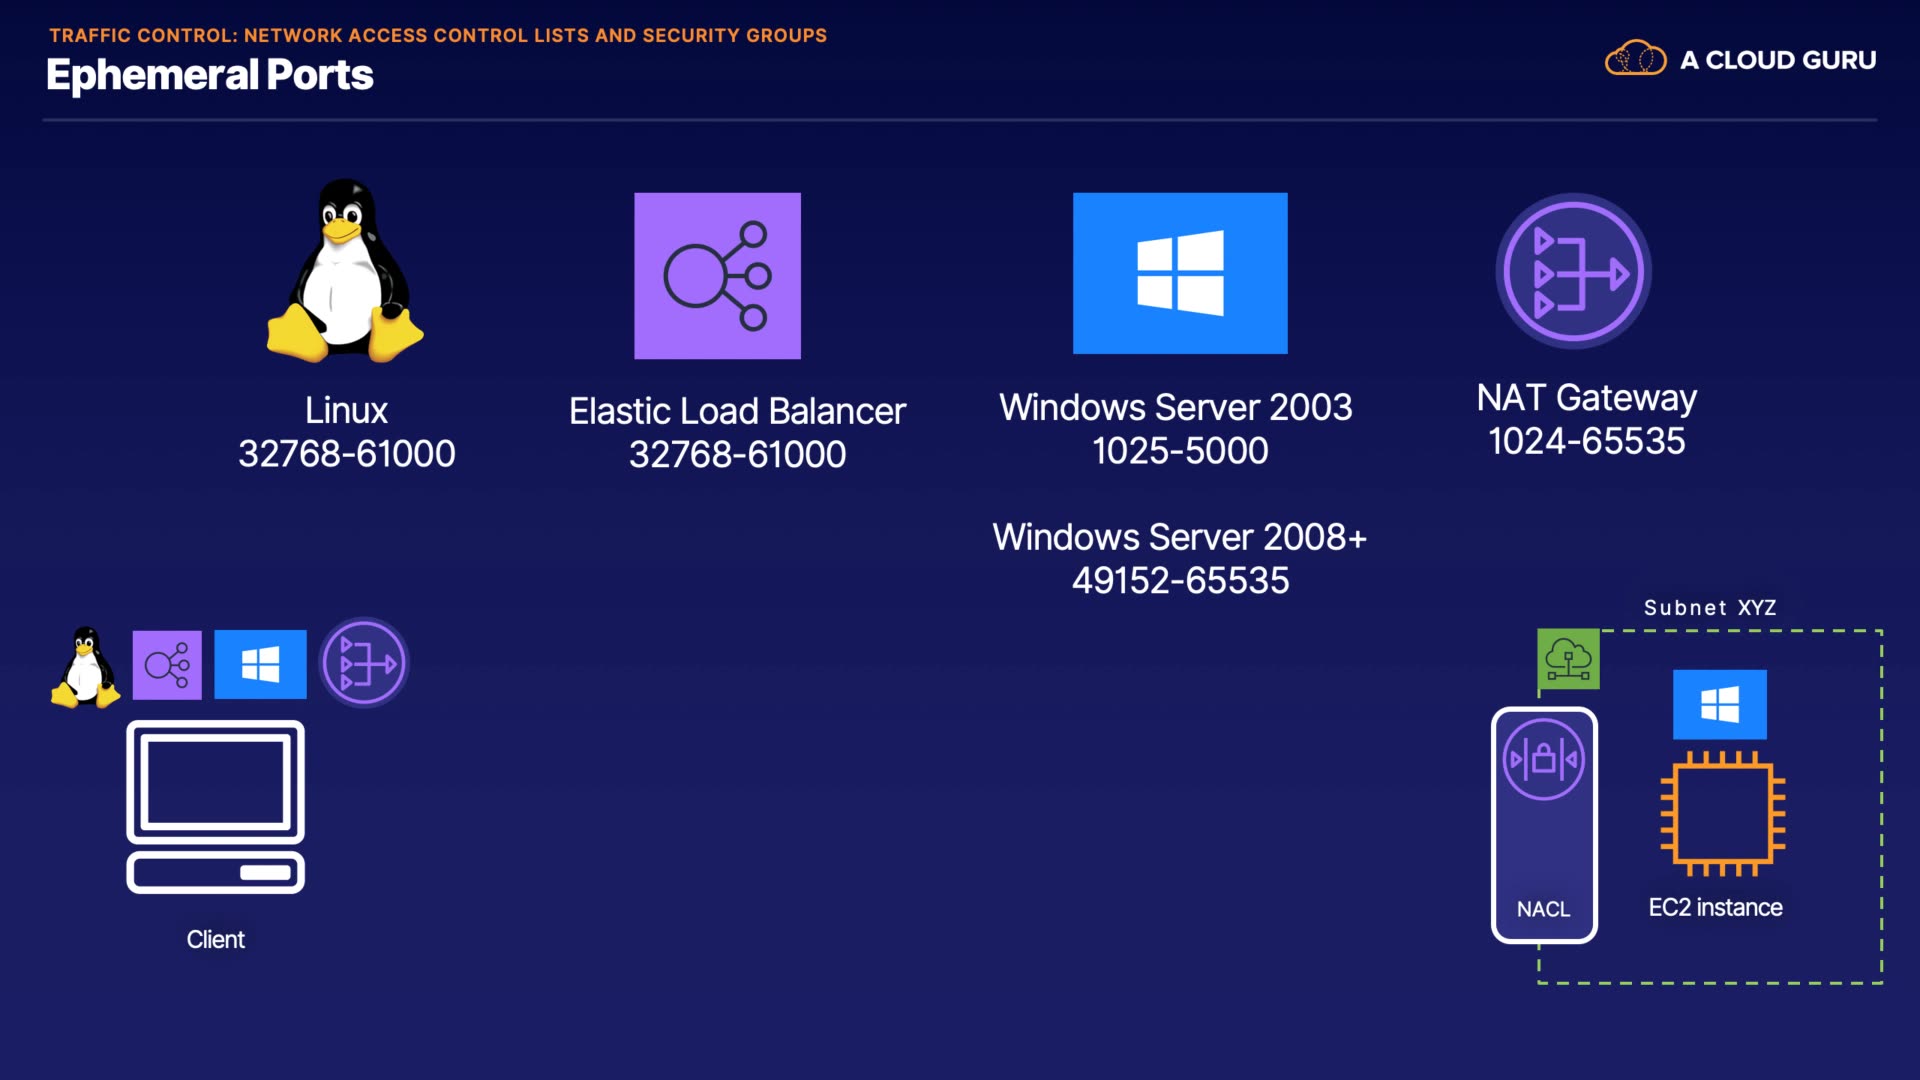 TRAFFIC CONTROL: NETWORK ACCESS CONTROL LISTS AND SECURITY GROUPS
Ephemeral Ports
A CLOUD GURU
Linux
32768-61000
Elastic Load Balancer
32768-61000
Windows Server 2003
1025-5000
Windows Server 2008+
49152-65535
NAT Gateway
1024-65535
Client
Subnet XYZ
NACL
EC2 instance